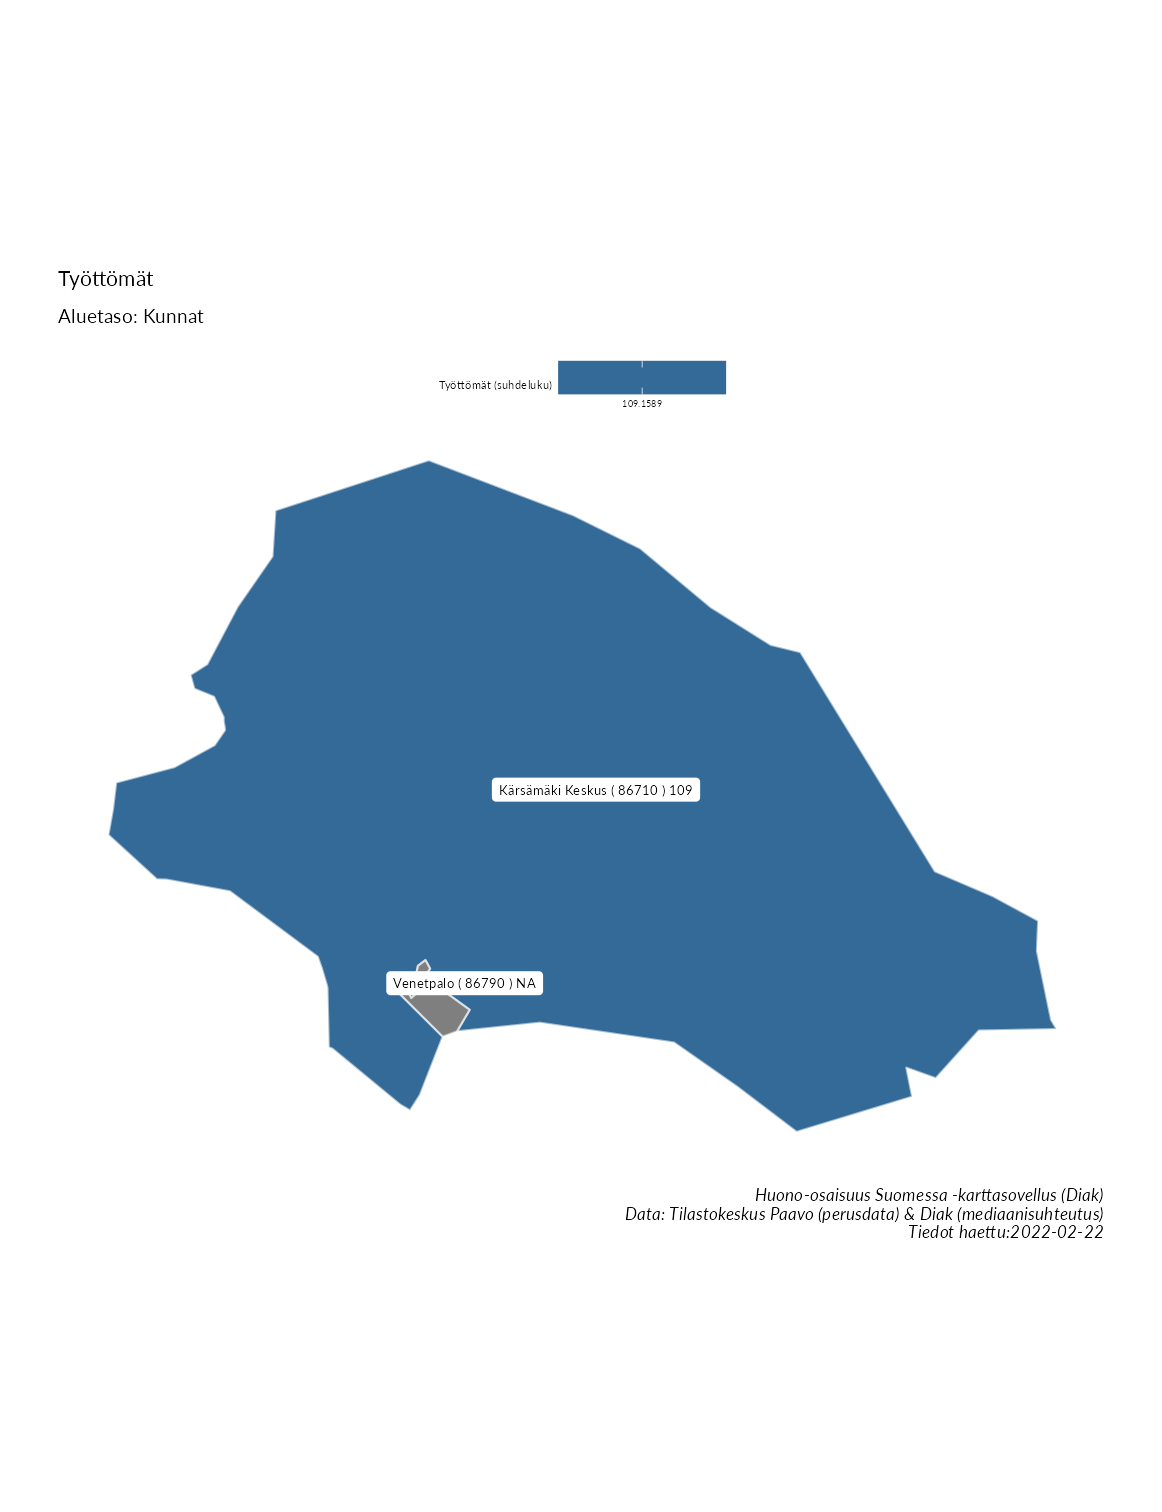 Työttömät
Aluetaso: Kunnat
Työttömät (suhdeluku)
109.1589
Kärsämäki Keskus ( 86710 ) 109
Venetpalo ( 86790 ) NA
Huono-osaisuus Suomessa -karttasovellus (Diak)
Data: Tilastokeskus Paavo (perusdata) & Diak (mediaanisuhteutus)
Tiedot haettu:2022-02-22